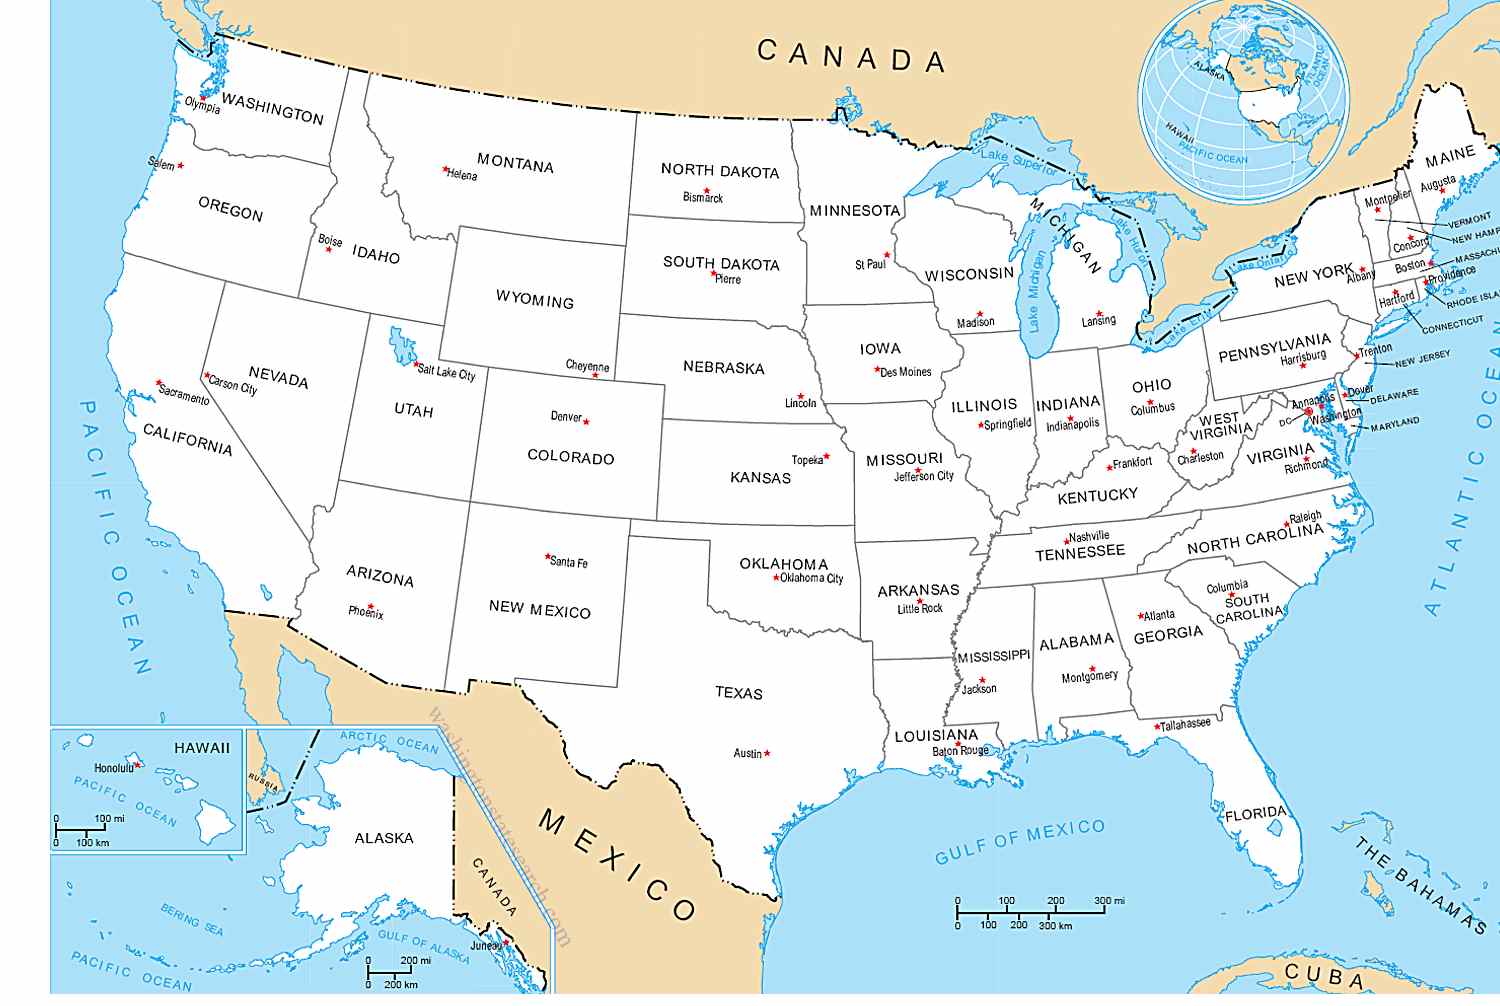 CANADA
ALASKA
ATLANTIC
OCEAN
HAWAII
PACIFIC OCEAN
WASHINGTON
Olympia
Salem
OREGON
MONTANA
Helena
Boise
IDAHO
NORTH DAKOTA
Bismarck
SOUTH DAKOTA
Pierre
MINNESOTA
St Paul
Lake Superior
MICHIGAN
Lake Huron
Lake Michigan
Lansing
WISCONSIN
Madison
MAINE
Augusta
Montpelier
VERMONT
NEW HAMP
Concord
MASSACHU
Boston
Providence
Hartford
RHODE ISLA
CONNECTICUT
NEW YORK
Albany
Lake Ontario
Lake Erie
WYOMING
Cheyenne
NEBRASKA
Lincoln
IOWA
Des Moines
PENNSYLVANIA
Harrisburg
Trenton
NEW JERSEY
Dover
DELAWARE
Annapolis
Washington
DC
MARYLAND
NEVADA
Carson City
Sacramento
CALIFORNIA
Salt Lake City
UTAH
Denver
COLORADO
Topeka
KANSAS
MISSOURI
Jefferson City
ILLINOIS
Springfield
INDIANA
Indianapolis
OHIO
Columbus
WEST
VIRGINIA
Charleston
VIRGINIA
Richmond
Frankfort
KENTUCKY
Nashville
TENNESSEE
Raleigh
NORTH CAROLINA
Columbia
SOUTH
CAROLINA
PACIFIC OCEAN
ATLANTIC OCEAN
ARIZONA
Phoenix
Santa Fe
NEW MEXICO
OKLAHOMA
Oklahoma City
ARKANSAS
Little Rock
MISSISSIPPI
Jackson
ALABAMA
Montgomery
Atlanta
GEORGIA
TEXAS
Austin
LOUISIANA
Baton Rouge
Tallahassee
FLORIDA
GULF OF MEXICO
MEXICO
THE BAHAMAS
CUBA
HAWAII
Honolulu
PACIFIC OCEAN
0 100 mi
0 100 km
RUSSIA
ARCTIC OCEAN
ALASKA
CANADA
Juneau
BERING SEA
GULF OF ALASKA
PACIFIC OCEAN
0 200 mi
0 200 km
0 100 200 300 mi
0 100 200 300 km
washingtonstatesearch.com